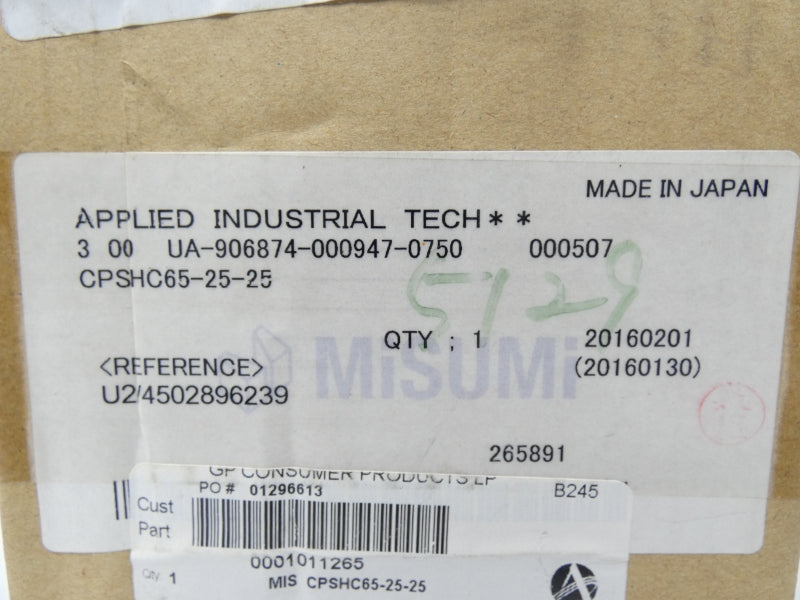 MADE IN JAPAN
APPLIED INDUSTRIAL TECH**
3 00 UA-906874-000947-0750 000507
CPSHC65-25-25
5129
QTY ; 1 20160201
<REFERENCE> (20160130)
MiSUMi
U2/4502896239
265891
GP CONSUMER PRODUCTS LP
PO # 01296613 B245
Cust
Part
0001011265
Qty 1 MIS CPSHC65-25-25